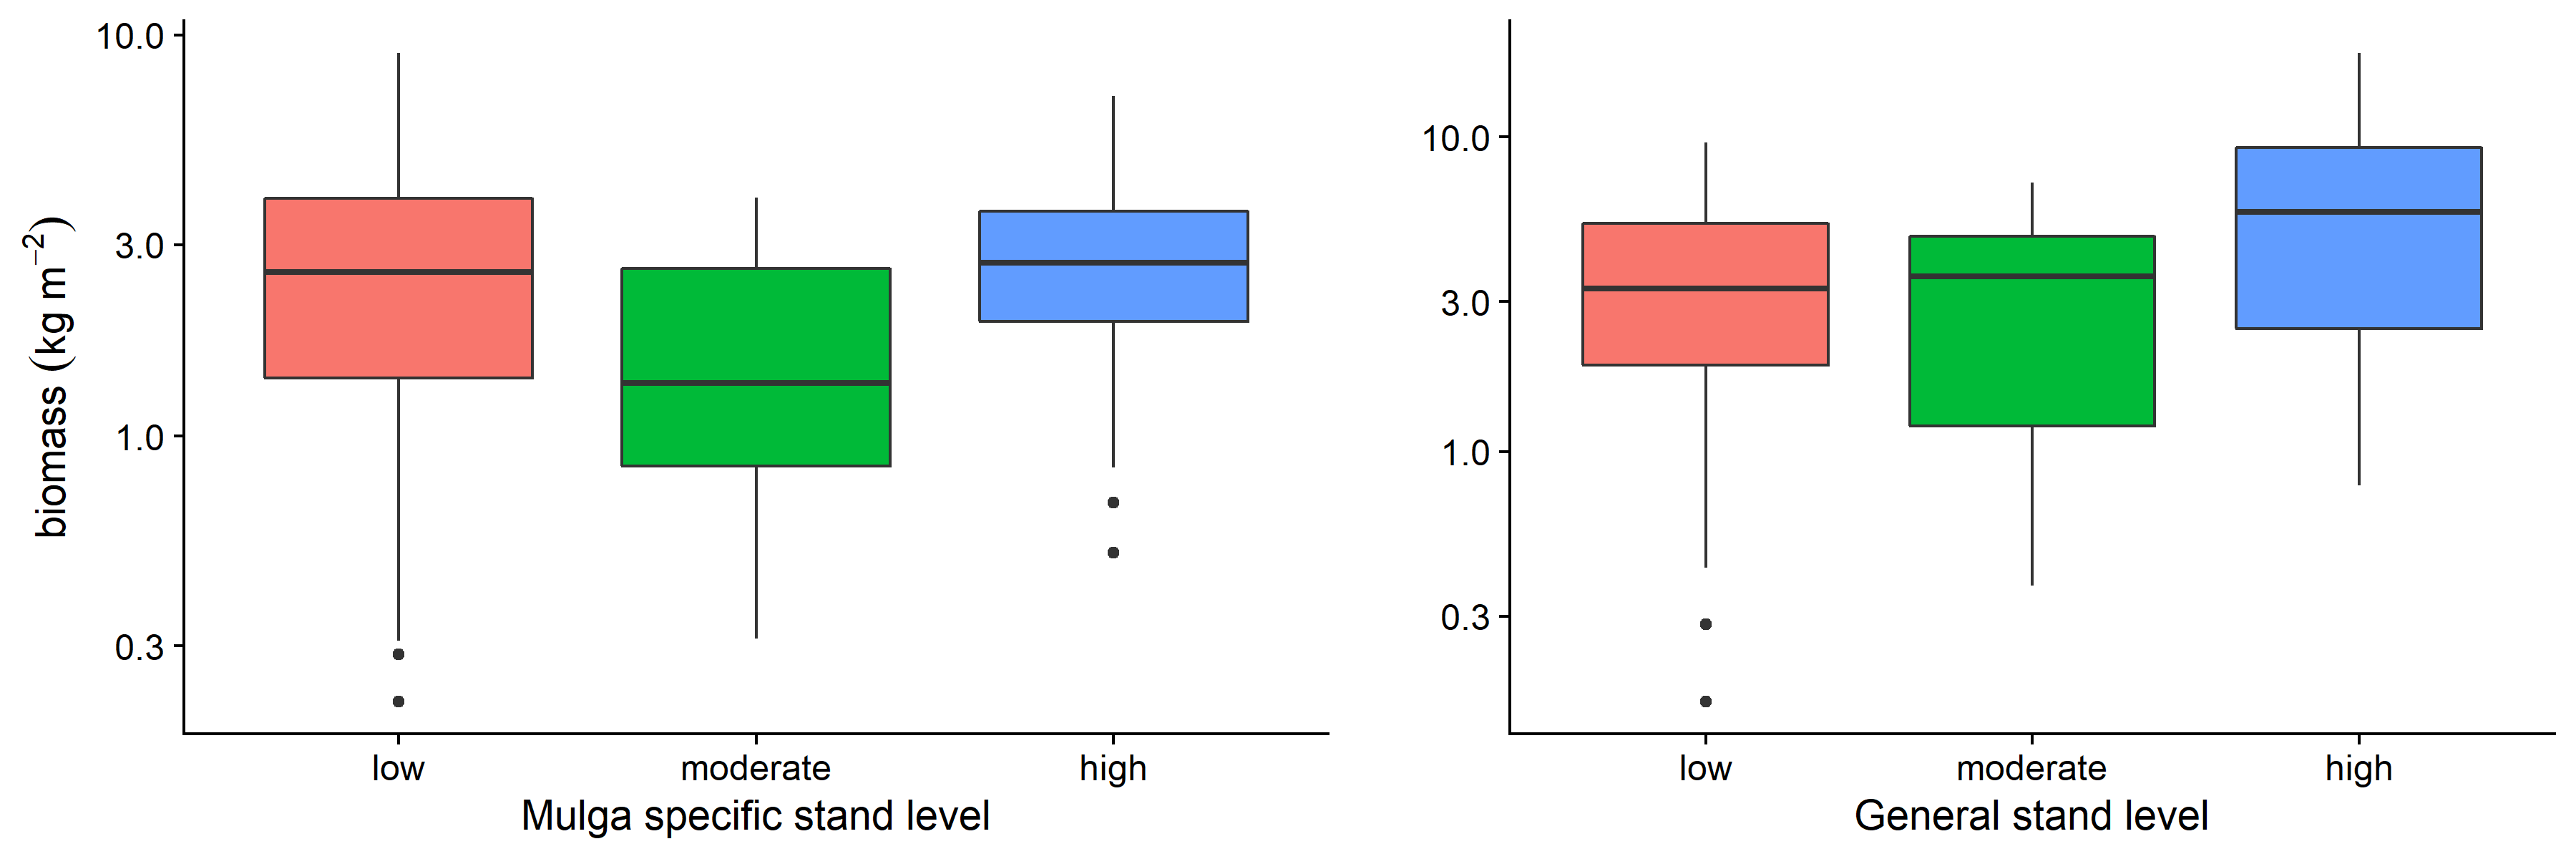 biomass (kg m⁻²)
10.0
3.0
1.0
0.3
low moderate high
Mulga specific stand level
10.0
3.0
1.0
0.3
low moderate high
General stand level